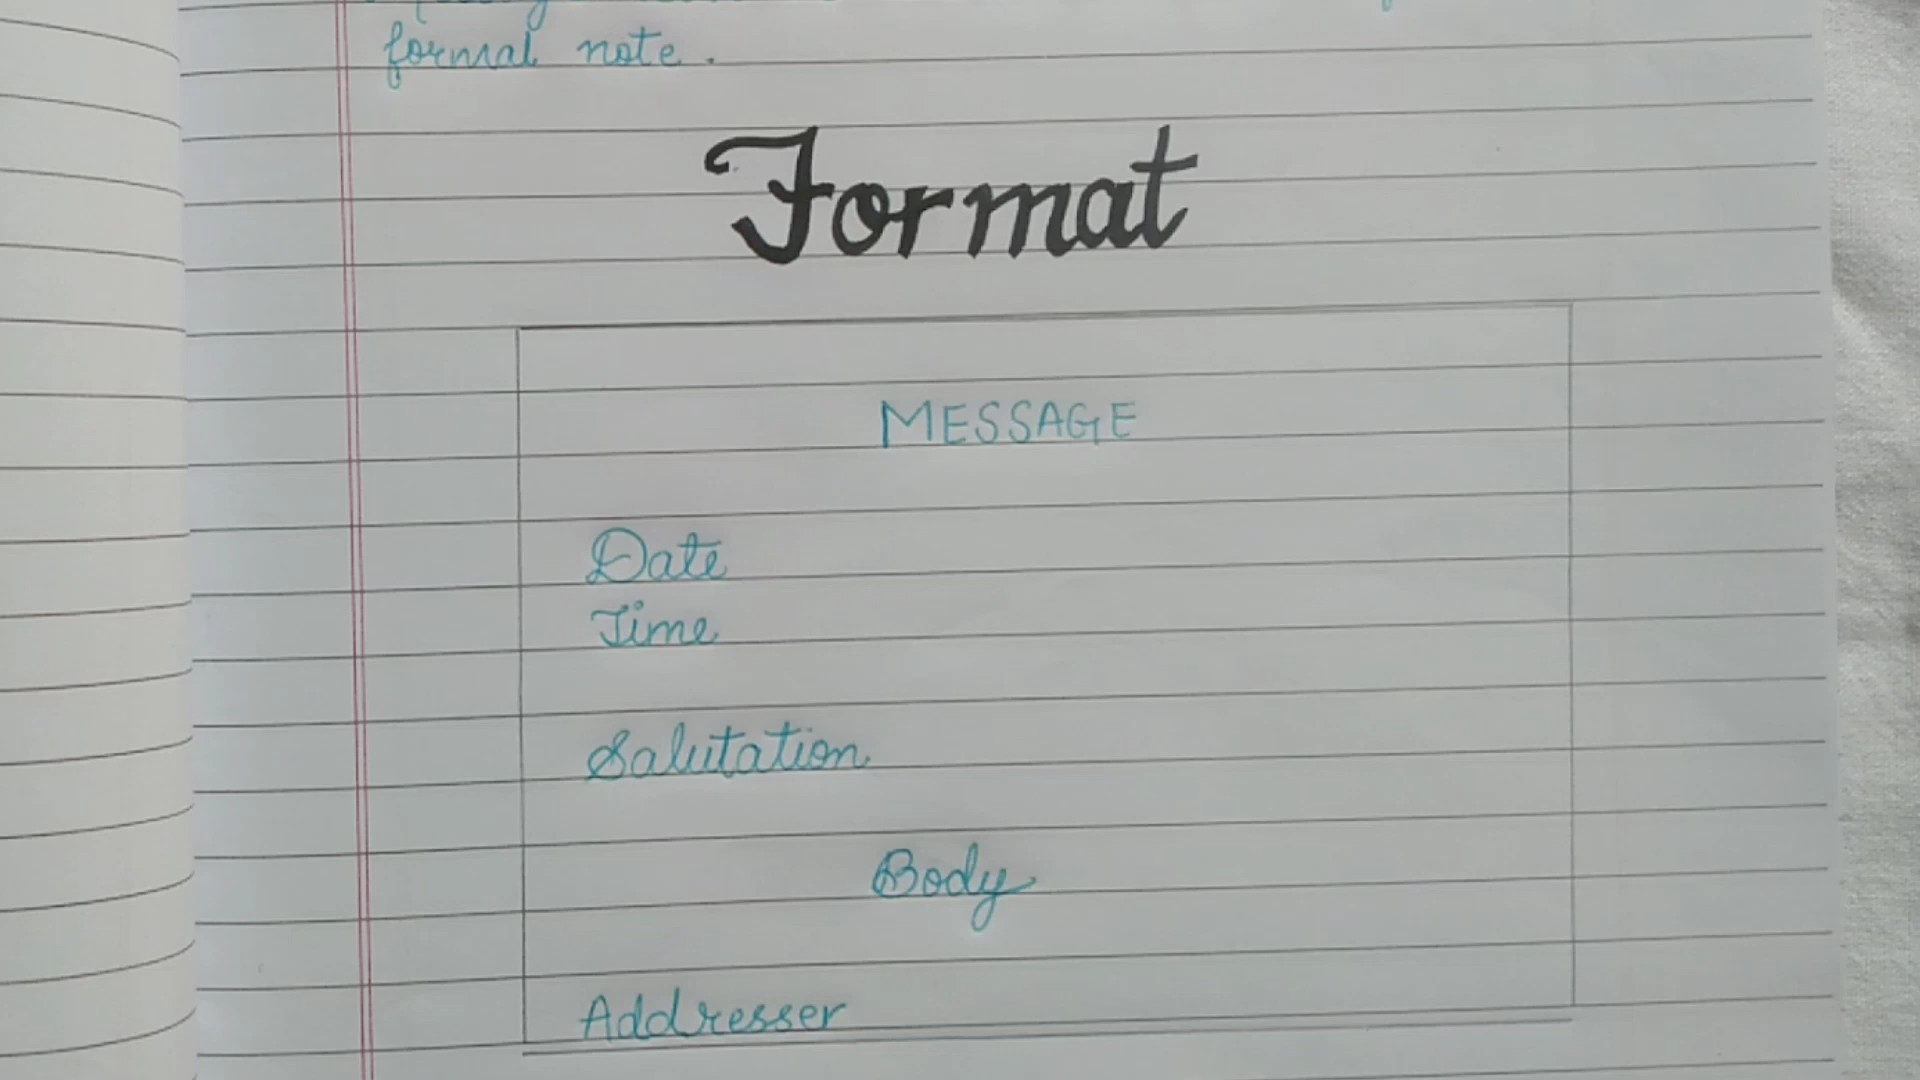 formal note.
Format
MESSAGE
Date
Time
Salutation
Body
Addresser